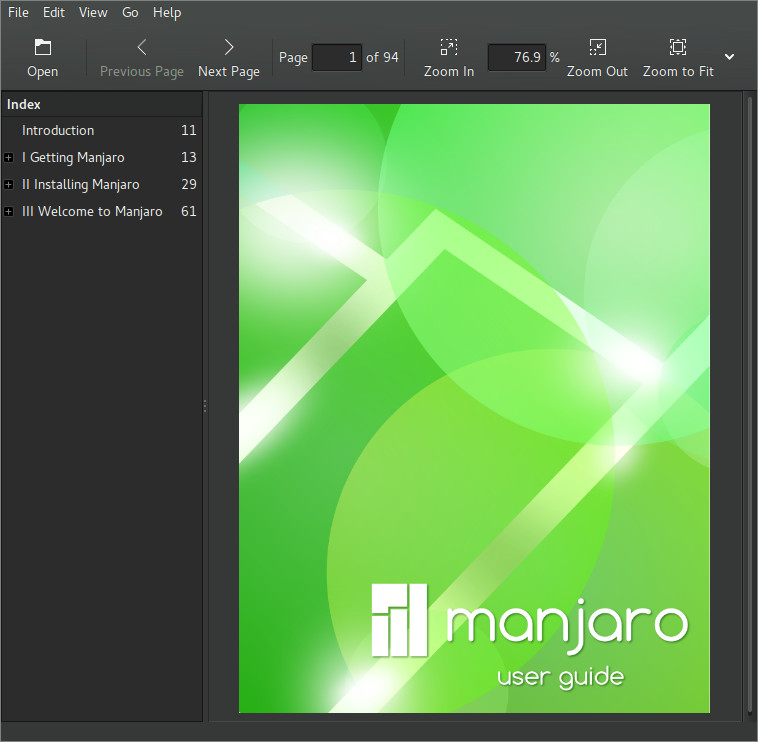 File Edit View Go Help
Open Previous Page Next Page Page 1 of 94 Zoom In 76.9 % Zoom Out Zoom to Fit
Index
Introduction 11
I Getting Manjaro 13
II Installing Manjaro 29
III Welcome to Manjaro 61
manjaro
user guide